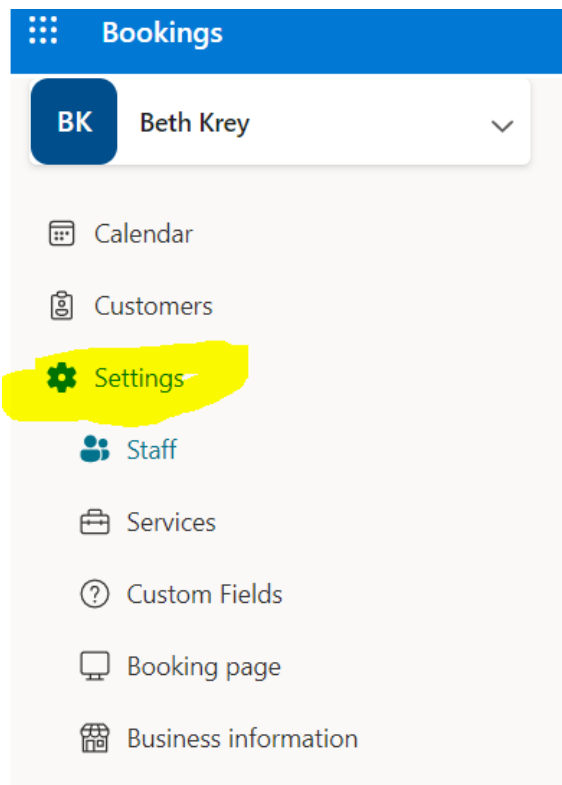 Bookings
BK Beth Krey
Calendar
Customers
Settings
Staff
Services
Custom Fields
Booking page
Business information